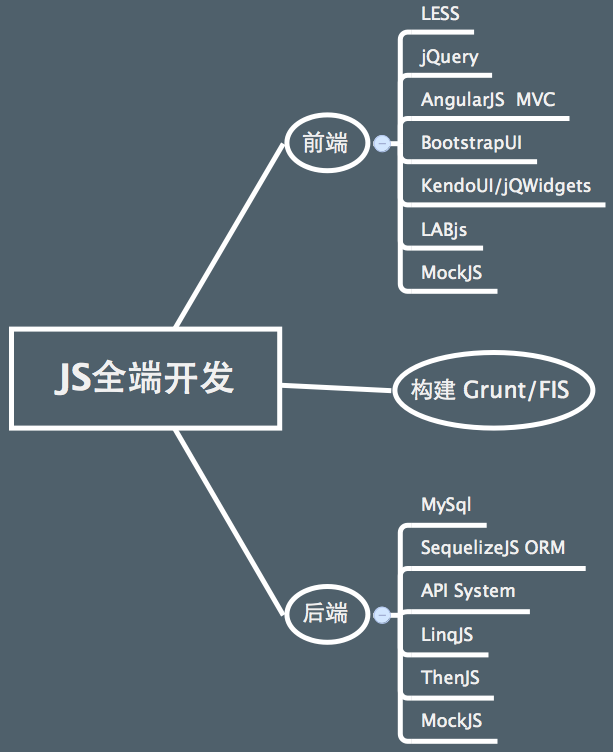 JS全端开发
前端
LESS
jQuery
AngularJS  MVC
BootstrapUI
KendoUI/jQWidgets
LABjs
MockJS
构建 Grunt/FIS
后端
MySql
SequelizeJS ORM
API System
LinqJS
ThenJS
MockJS